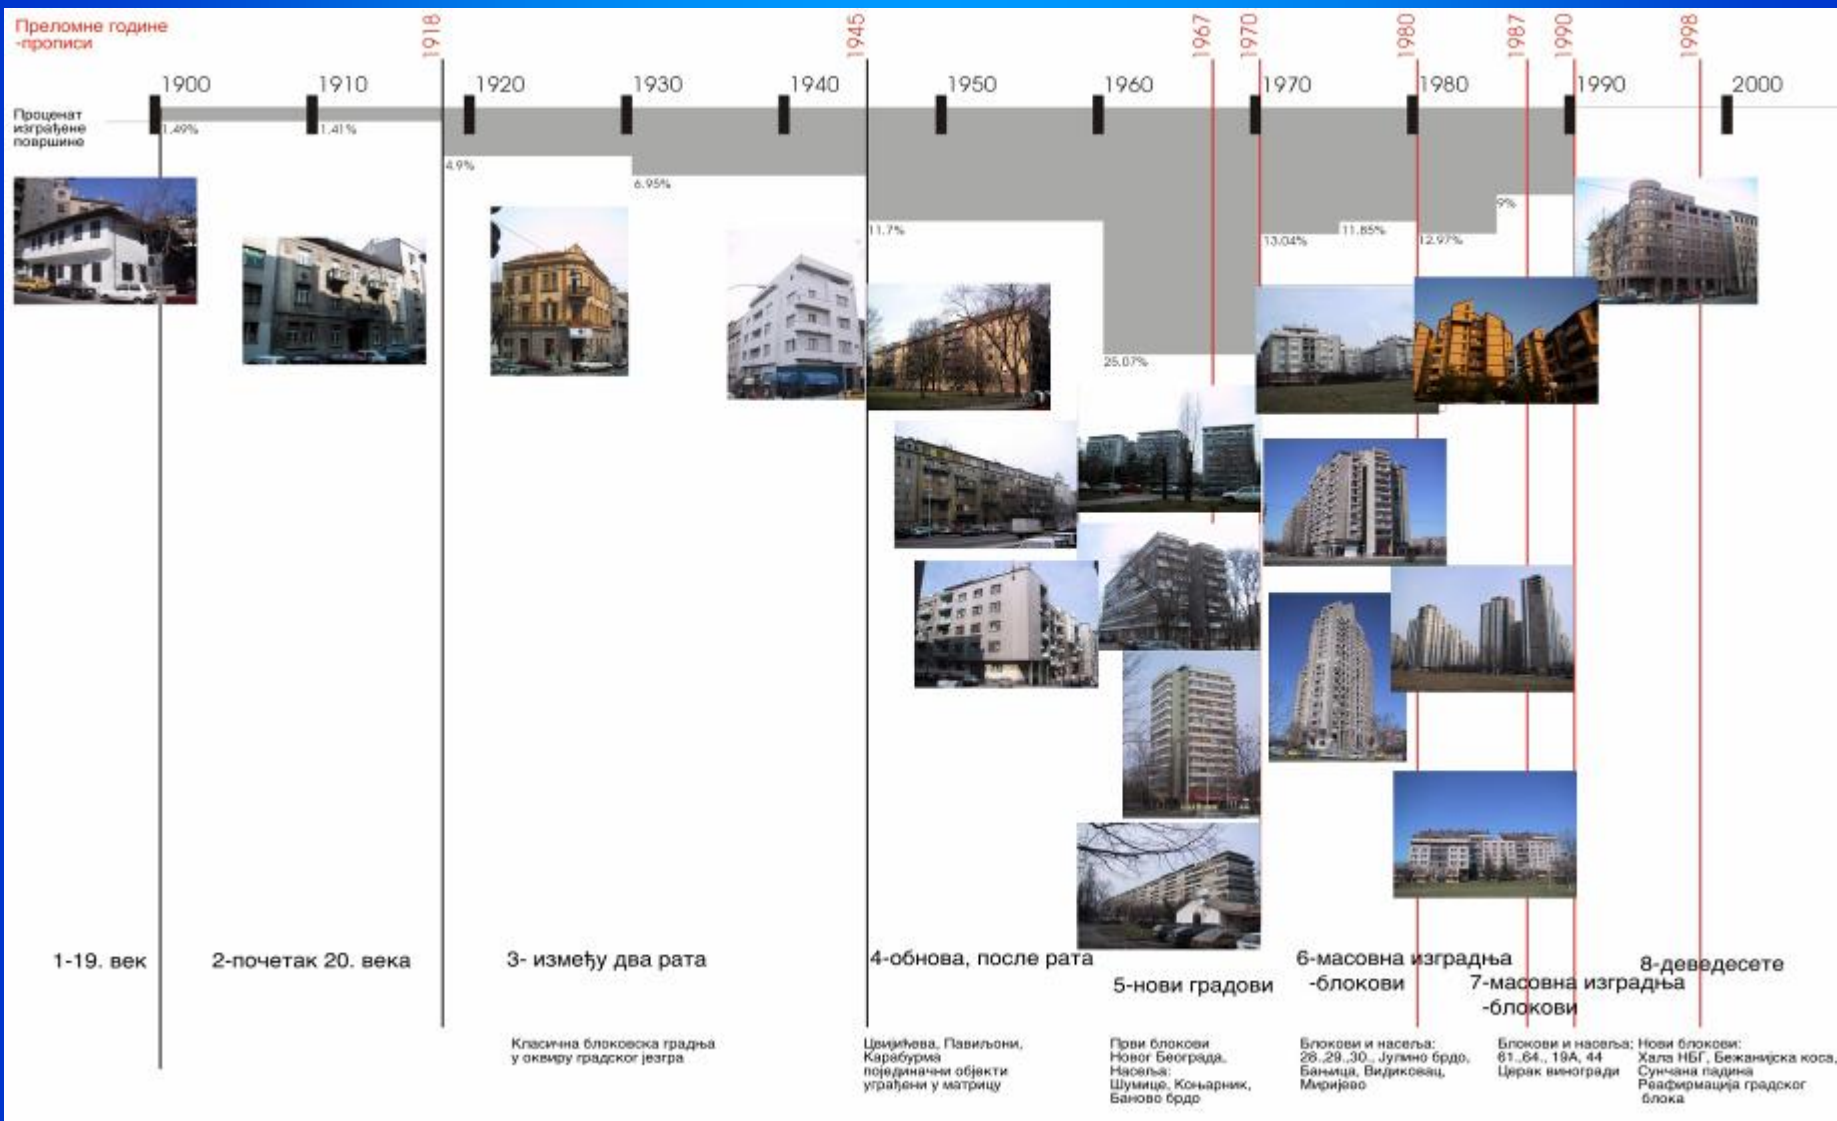 Преломне године
-прописи
1918
1945
1967
1970
1980
1987
1990
1998
1900
1910
1920
1930
1940
1950
1960
1970
1980
1990
2000
Проценат
изграђене
површине
1.49%
1.41%
4.9%
6.95%
11.7%
25.07%
13.04%
11.85%
12.97%
9%
1-19. век
2-почетак 20. века
3- између два рата
4-обнова, после рата
5-нови градови
6-масовна изградња
-блокови
7-масовна изградња
-блокови
8-деведесете
Класична блоковска градња
у оквиру градског језгра
Цвијићева, Павиљони,
Карабурма
појединачни објекти
уграђени у матрицу
Први блокови
Новог Београда,
Насеља:
Шумице, Коњарник,
Баново брдо
Блокови и насеља:
28.,29.,30., Јулино брдо,
Бањица, Видиковац,
Миријево
Блокови и насеља;
61.,64., 19А, 44
Церак виногради
Нови блокови:
Хала НБГ, Бежанијска коса,
Сунчана падина
Реафирмација градског
блока